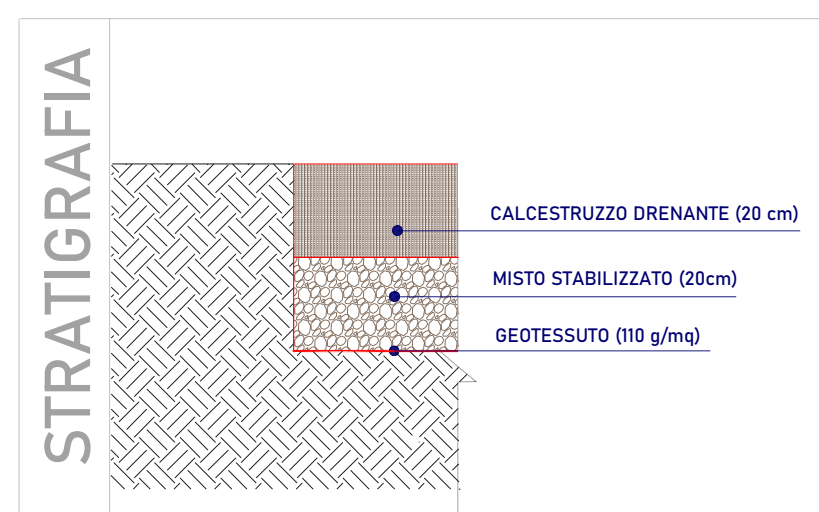 STRATIGRAFIA
CALCESTRUZZO DRENANTE (20 cm)
MISTO STABILIZZATO (20cm)
GEOTESSUTO (110 g/mq)